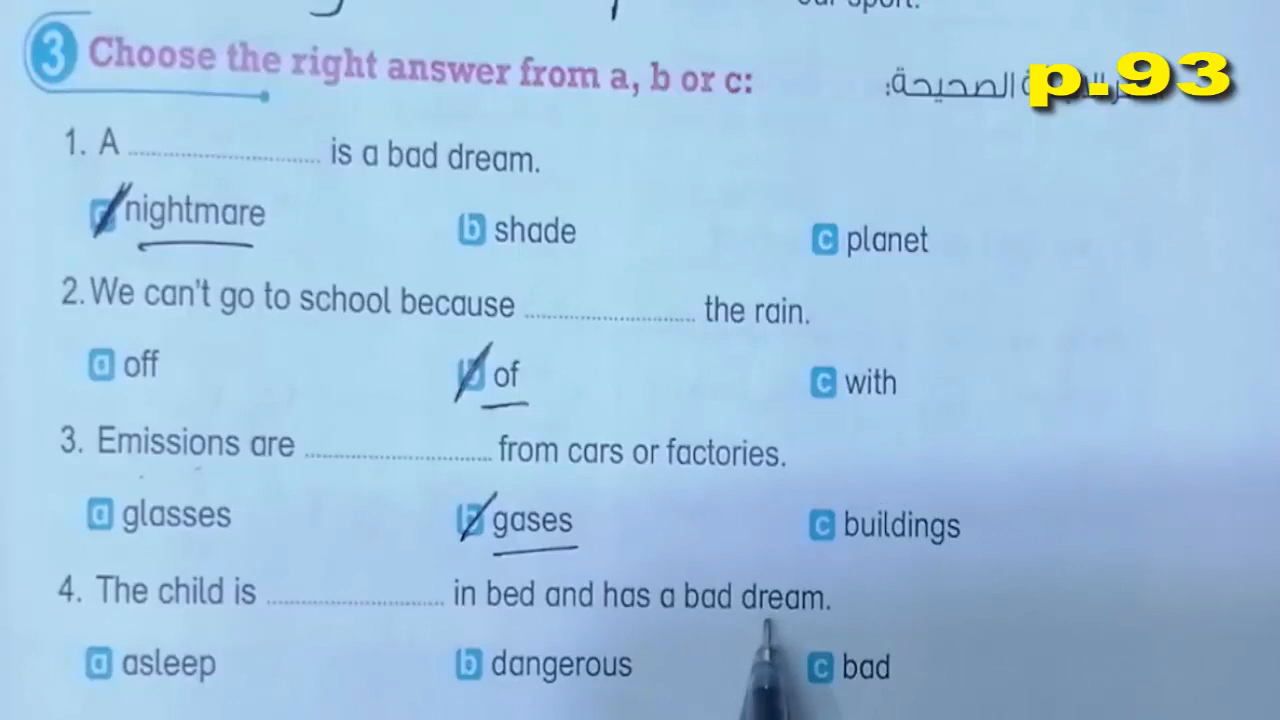 our sport.
3 Choose the right answer from a, b or c:
الصحيحة:
p.93
1. A .................... is a bad dream.
a nightmare b shade c planet
2. We can't go to school because .................... the rain.
a off b of c with
3. Emissions are .................... from cars or factories.
a glasses b gases c buildings
4. The child is .................... in bed and has a bad dream.
a asleep b dangerous c bad